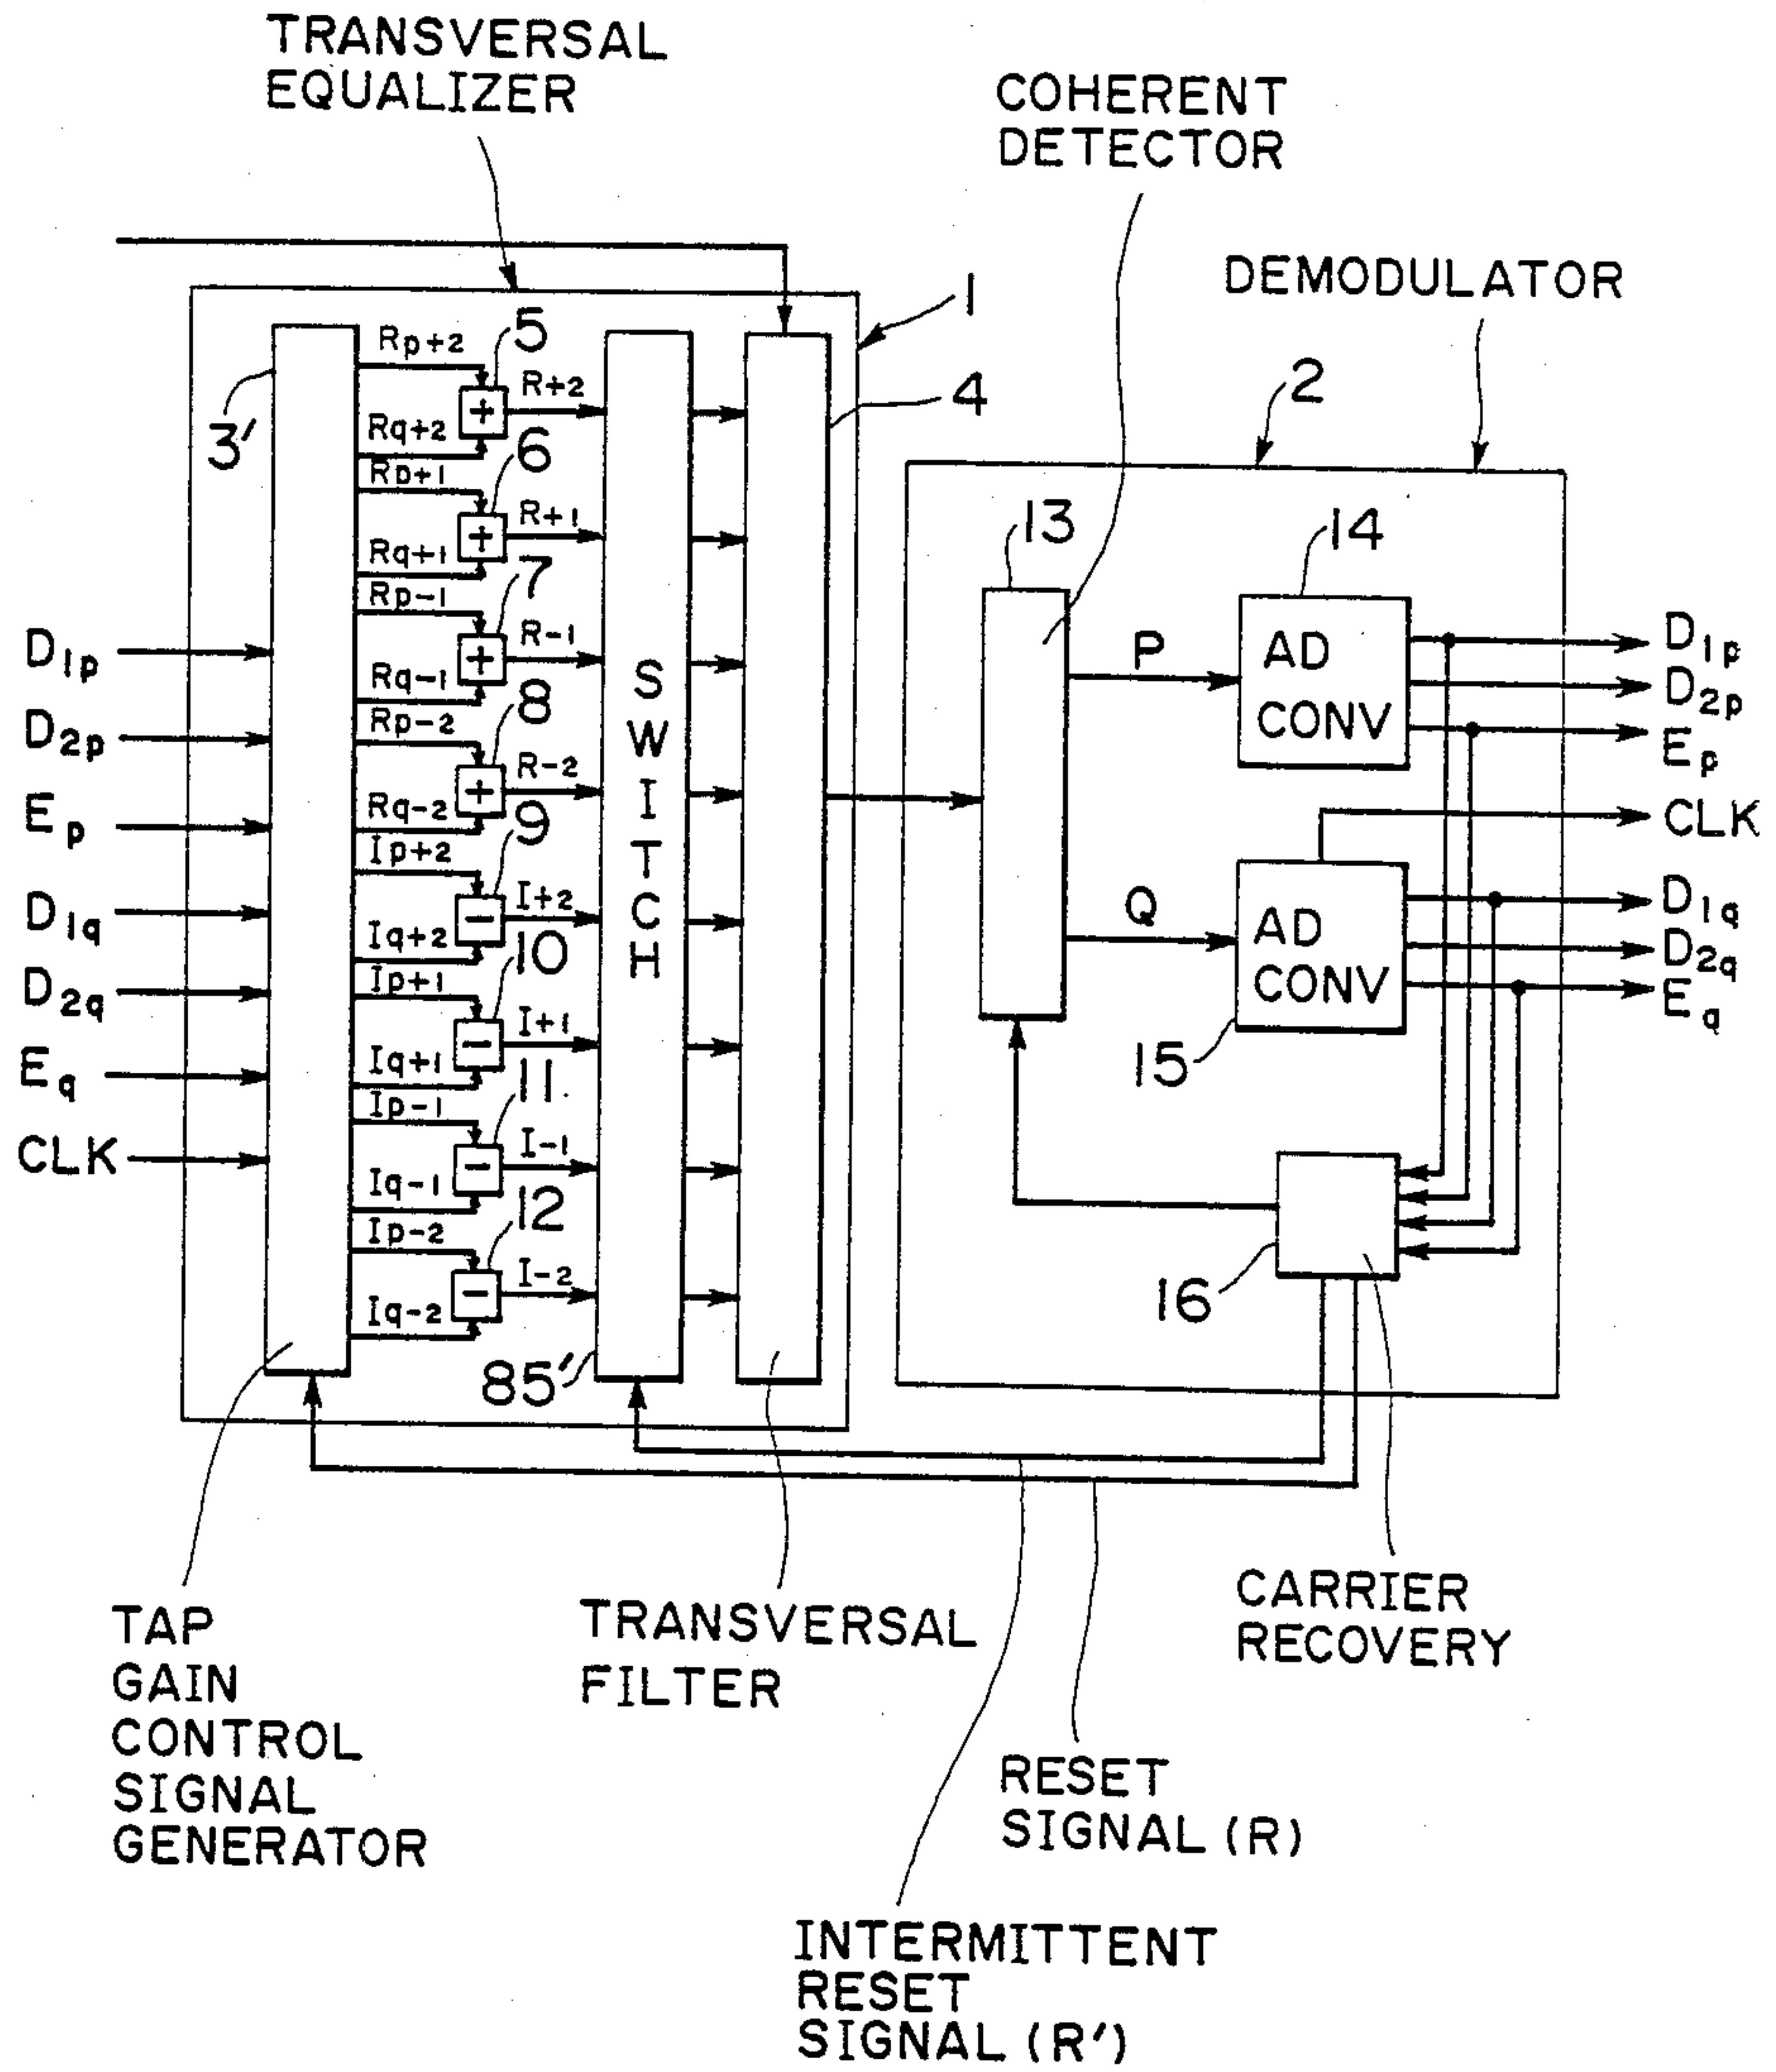 TRANSVERSAL
EQUALIZER
COHERENT
DETECTOR
DEMODULATOR
1
2
3'
4
Rp+2
5
R+2
Rq+2
Rp+1
6
R+1
Rq+1
Rp-1
7
R-1
Rq-1
Rp-2
8
R-2
Rq-2
Ip+2
9
I+2
Iq+2
Ip+1
10
I+1
Iq+1
Ip-1
11
I-1
Iq-1
Ip-2
12
I-2
Iq-2
+
+
+
+
−
−
−
−
SWITCH
85'
D1p
D2p
Ep
D1q
D2q
Eq
CLK
13
14
P
AD
CONV
Q
AD
CONV
15
16
D1p
D2p
Ep
CLK
D1q
D2q
Eq
TAP
GAIN
CONTROL
SIGNAL
GENERATOR
TRANSVERSAL
FILTER
CARRIER
RECOVERY
RESET
SIGNAL (R)
INTERMITTENT
RESET
SIGNAL (R')